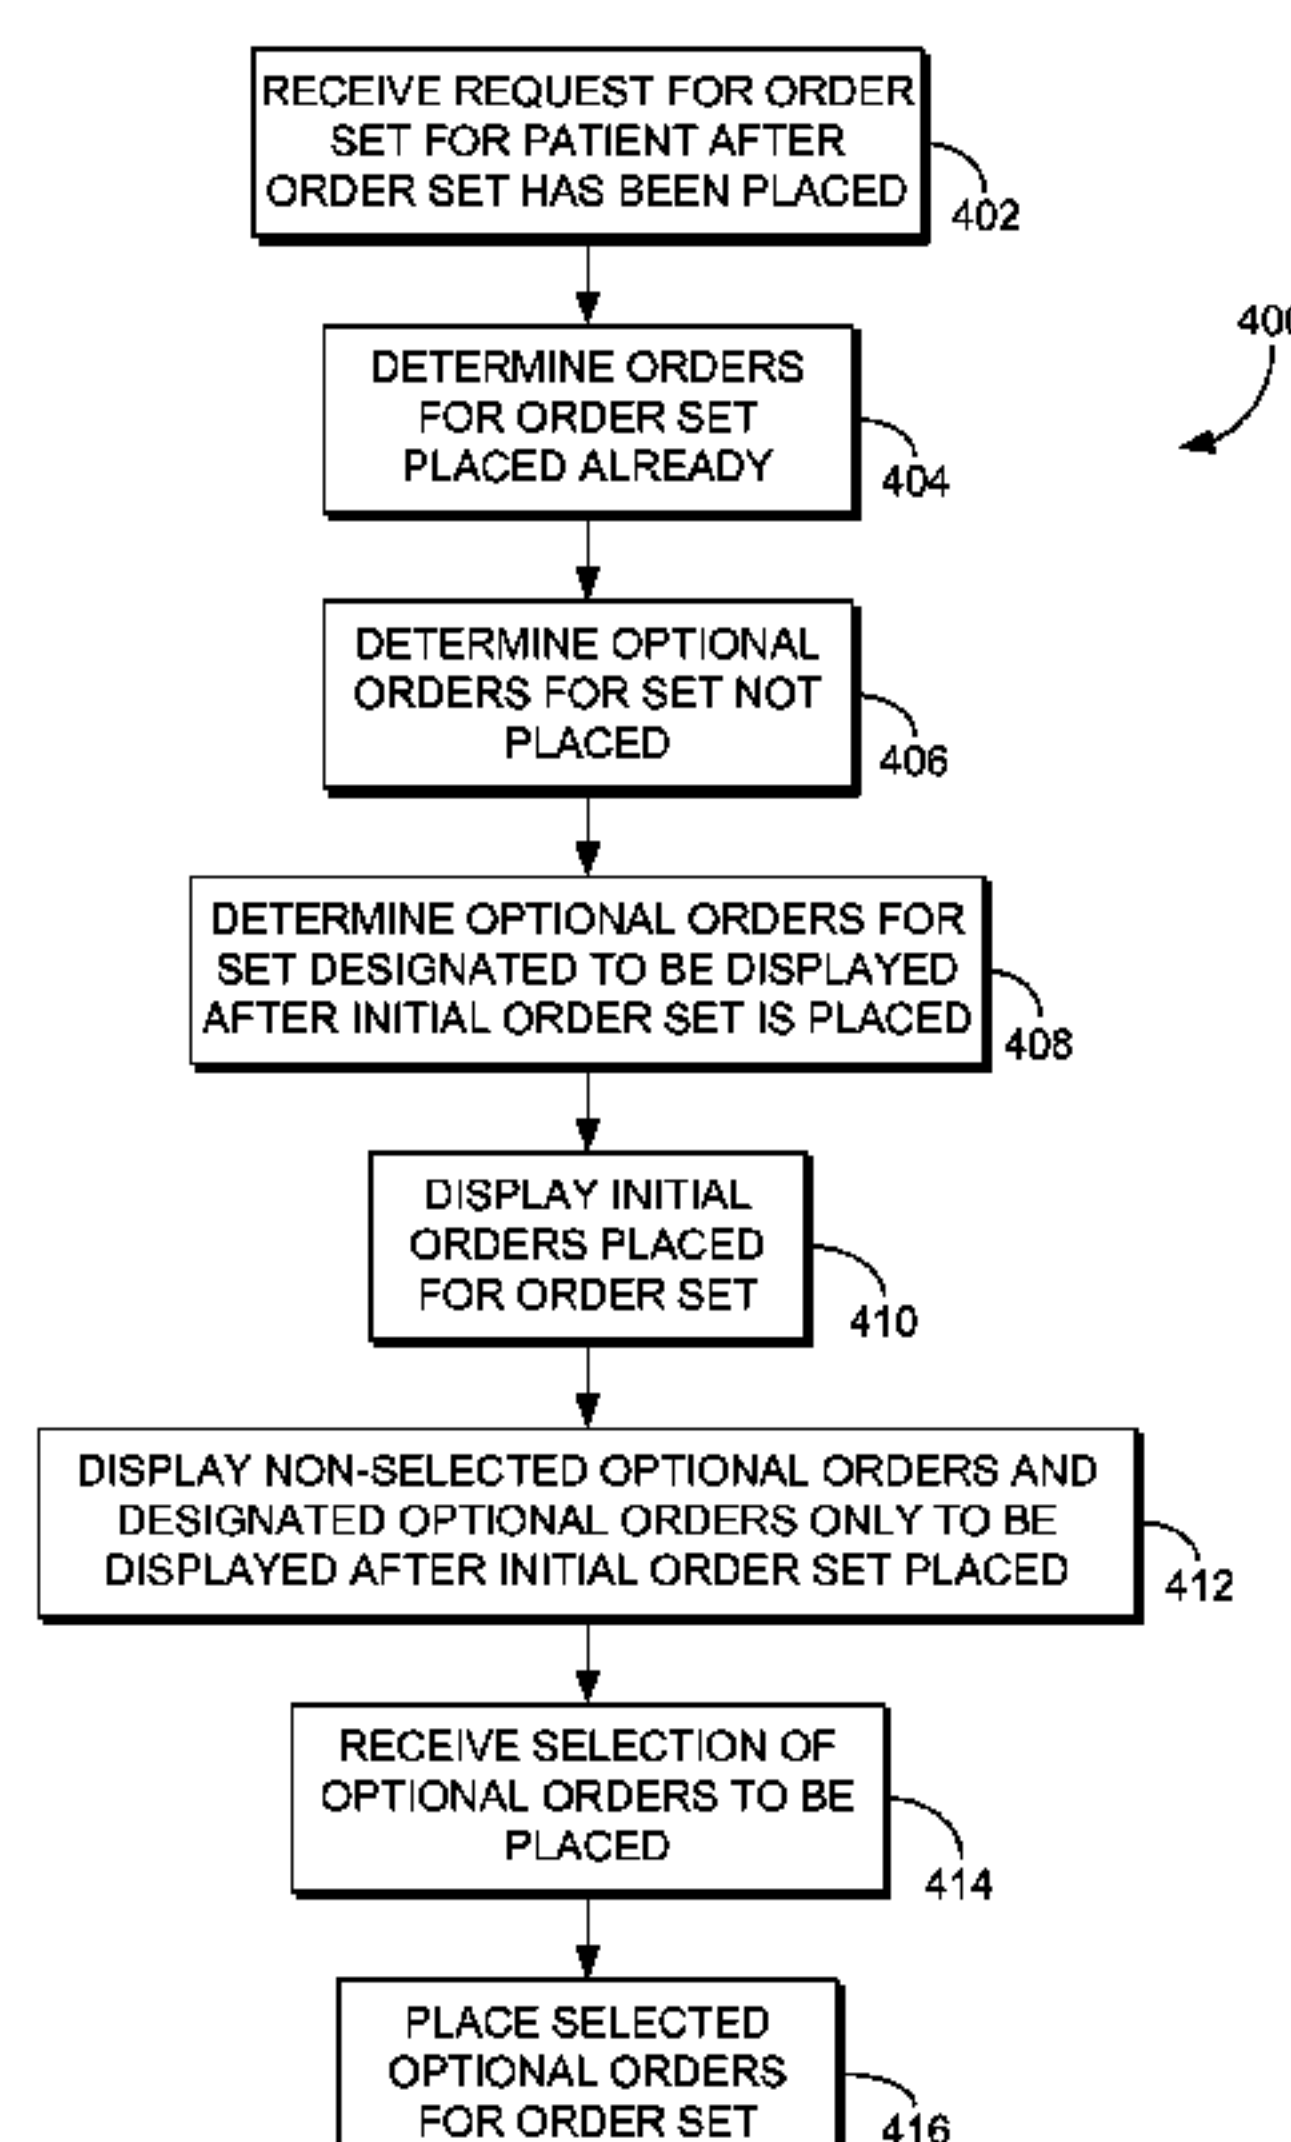 RECEIVE REQUEST FOR ORDER
SET FOR PATIENT AFTER
ORDER SET HAS BEEN PLACED
402
400
DETERMINE ORDERS
FOR ORDER SET
PLACED ALREADY
404
DETERMINE OPTIONAL
ORDERS FOR SET NOT
PLACED
406
DETERMINE OPTIONAL ORDERS FOR
SET DESIGNATED TO BE DISPLAYED
AFTER INITIAL ORDER SET IS PLACED
408
DISPLAY INITIAL
ORDERS PLACED
FOR ORDER SET
410
DISPLAY NON-SELECTED OPTIONAL ORDERS AND
DESIGNATED OPTIONAL ORDERS ONLY TO BE
DISPLAYED AFTER INITIAL ORDER SET PLACED
412
RECEIVE SELECTION OF
OPTIONAL ORDERS TO BE
PLACED
414
PLACE SELECTED
OPTIONAL ORDERS
FOR ORDER SET
416